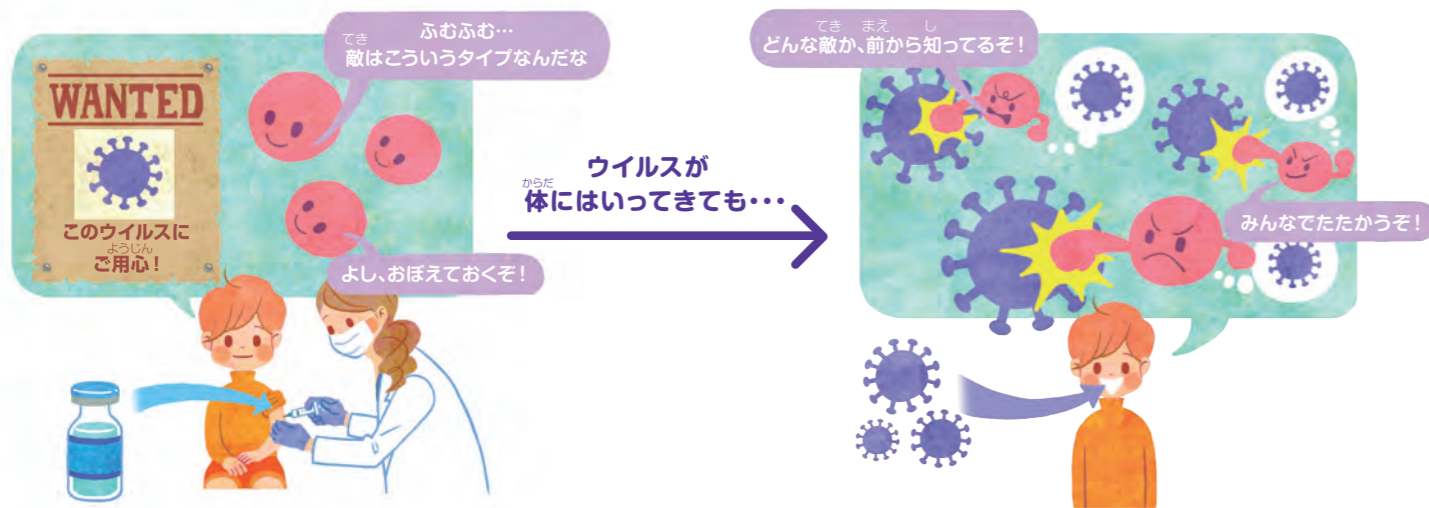 ふむふむ…
てき
敵はこういうタイプなんだな
WANTED
このウイルスに
ようじん
ご用心！
よし、おぼえておくぞ！
ウイルスが
からだ
体にはいってきても・・・
てき まえ し
どんな敵か、前から知ってるぞ！
みんなでたたかうぞ！